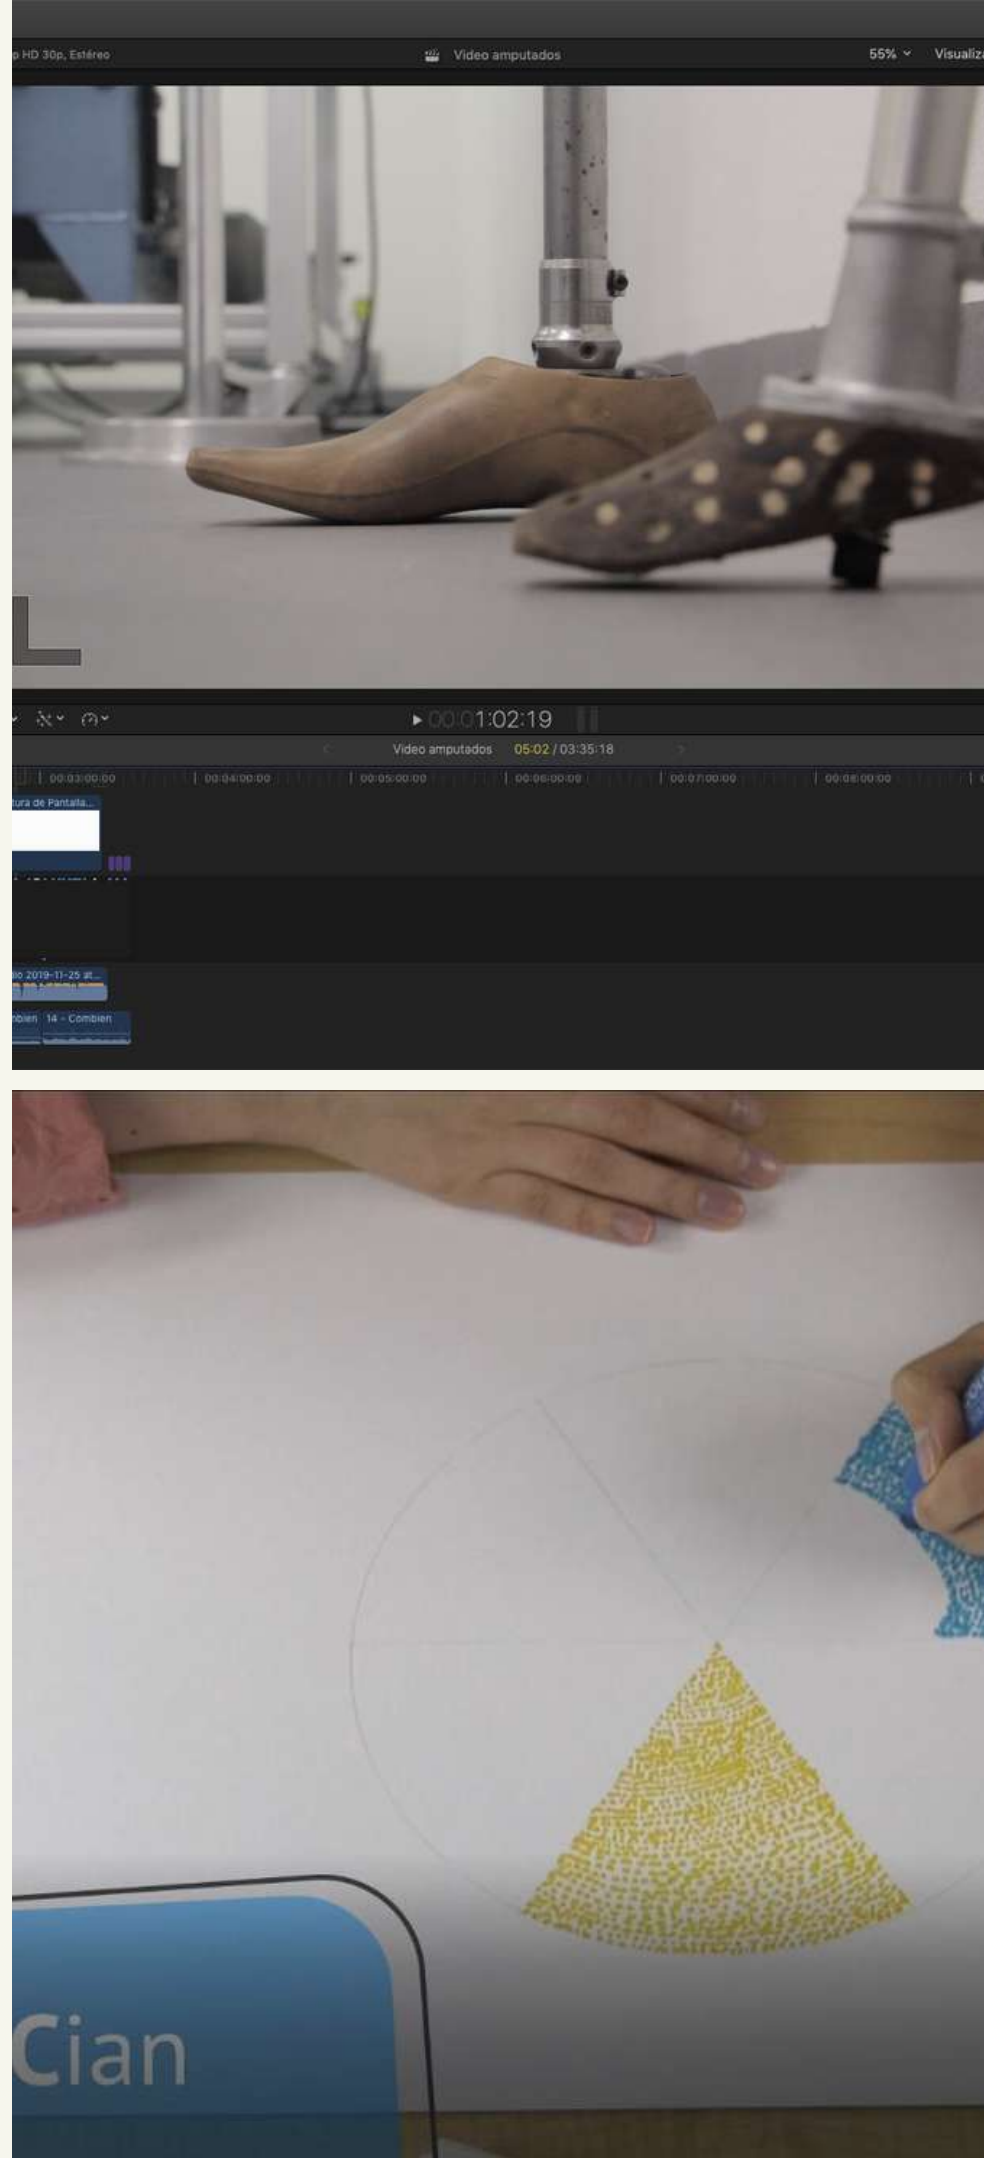 p HD 30p, Estéreo Video amputados 55% Visualiza
00:01:02:19
Video amputados 05:02 / 03:35:18
00:03:00:00 00:04:00:00 00:05:00:00 00:06:00:00 00:07:00:00 00:08:00:00
tura de Pantalla...
io 2019-11-25 at...
nbien 14 - Combien
Cian